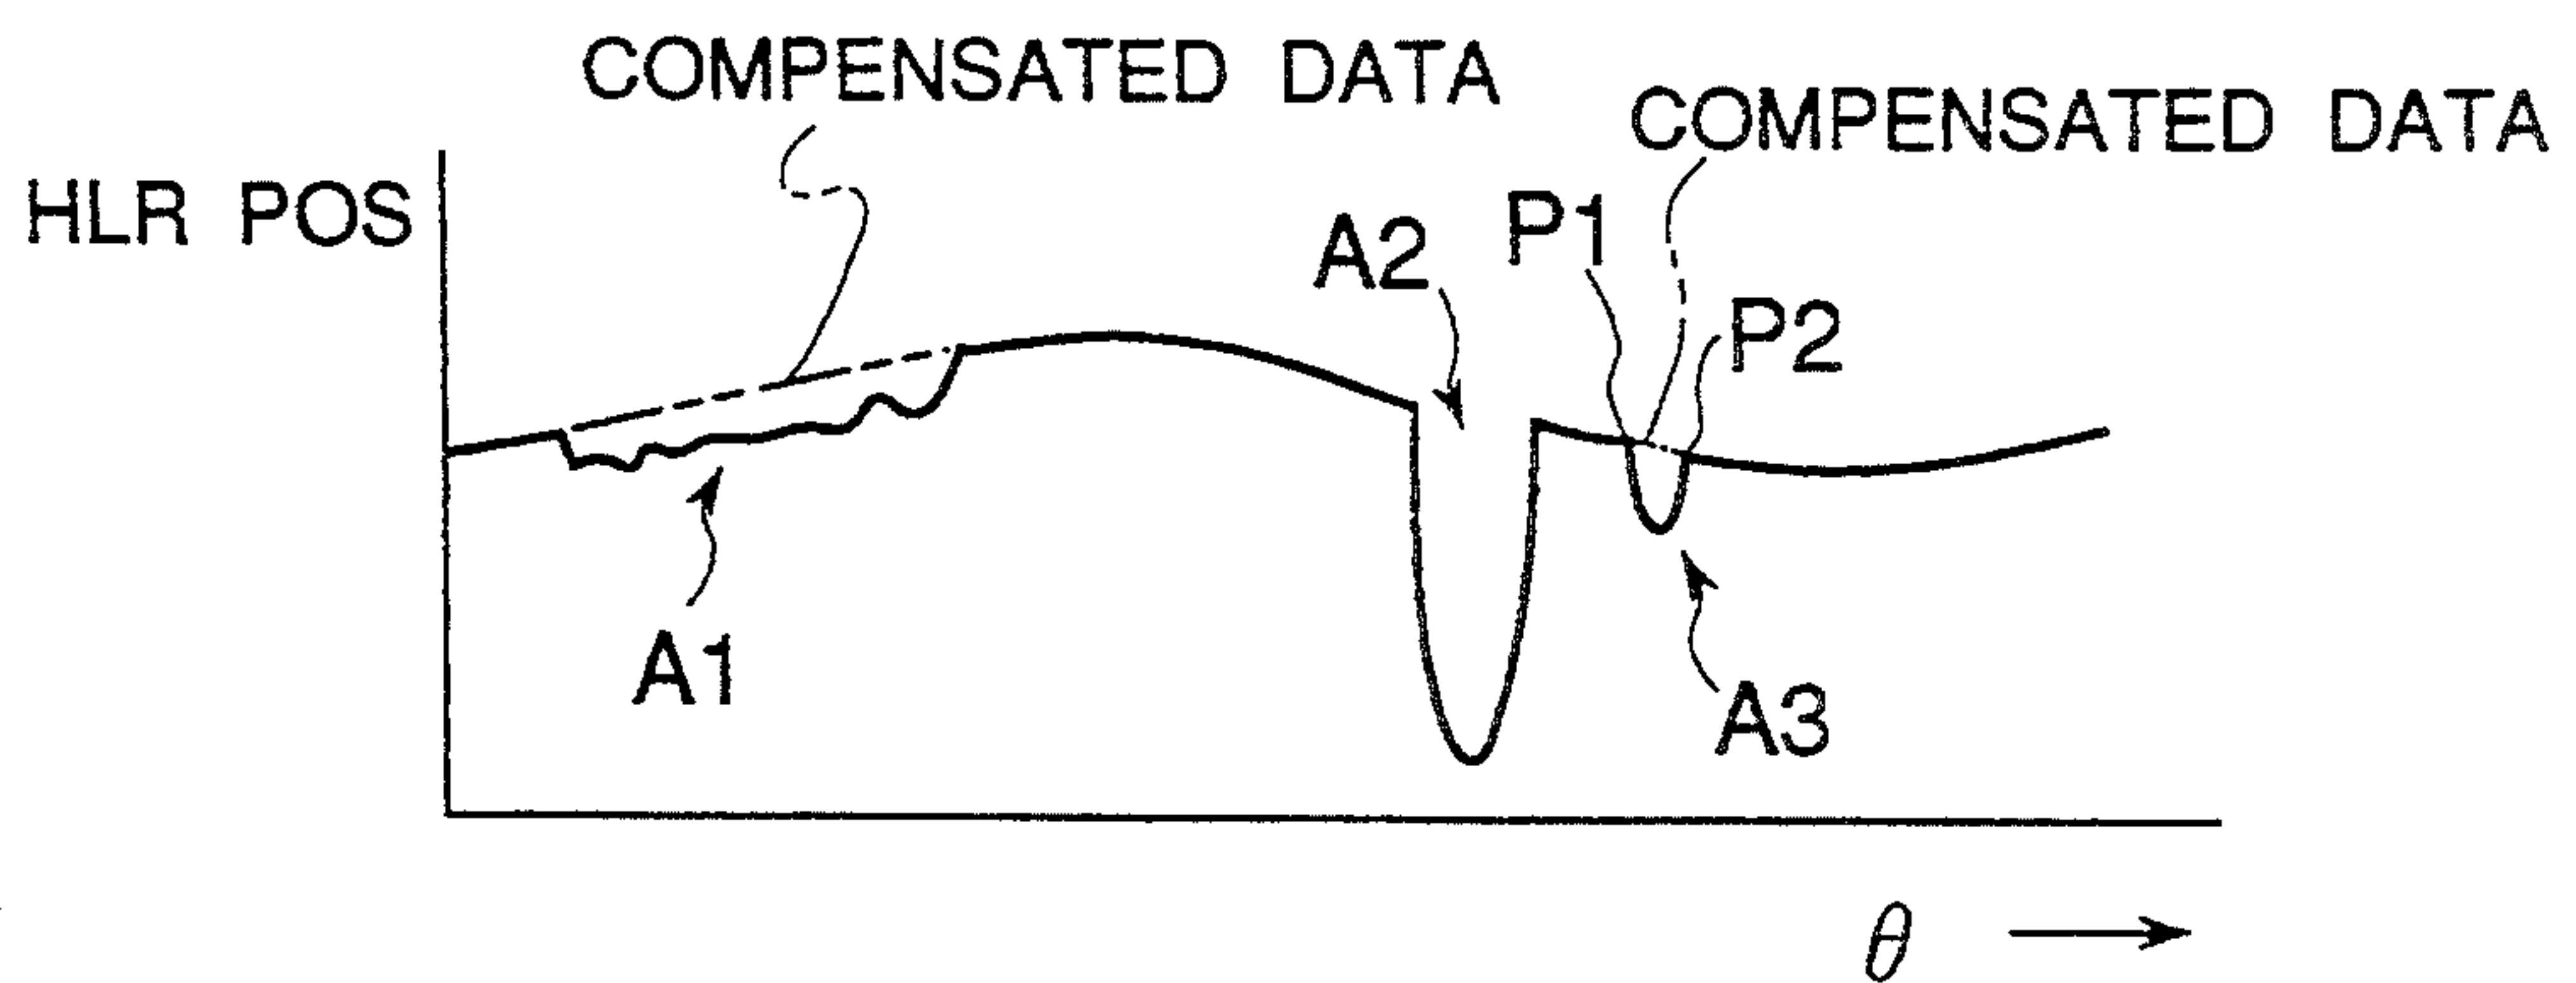 COMPENSATED DATA
COMPENSATED DATA
HLR POS
P1
A2
P2
A1
A3
θ